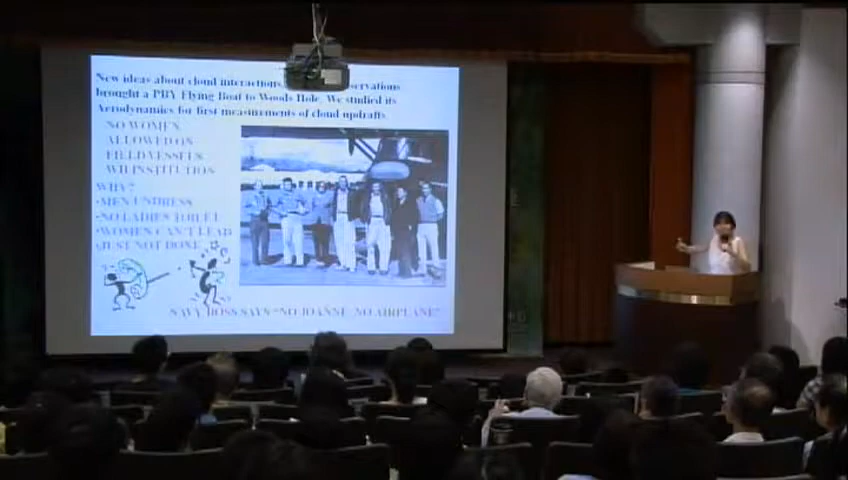 New ideas about cloud interactions, servations
brought a PBY Flying Boat to Woods Hole. We studied its
Aerodynamics for first measurements of cloud updrafts.
NO WOMEN
ALLOWED ON
FIELD VESSELS
WH INSTITUTION
WHY?
•MEN UNDRESS
•NO LADIES TOILET
•WOMEN CAN'T LEAD
•JUST NOT DONE
NAVY BOSS SAYS "NO JOANNE, NO AIRPLANE"